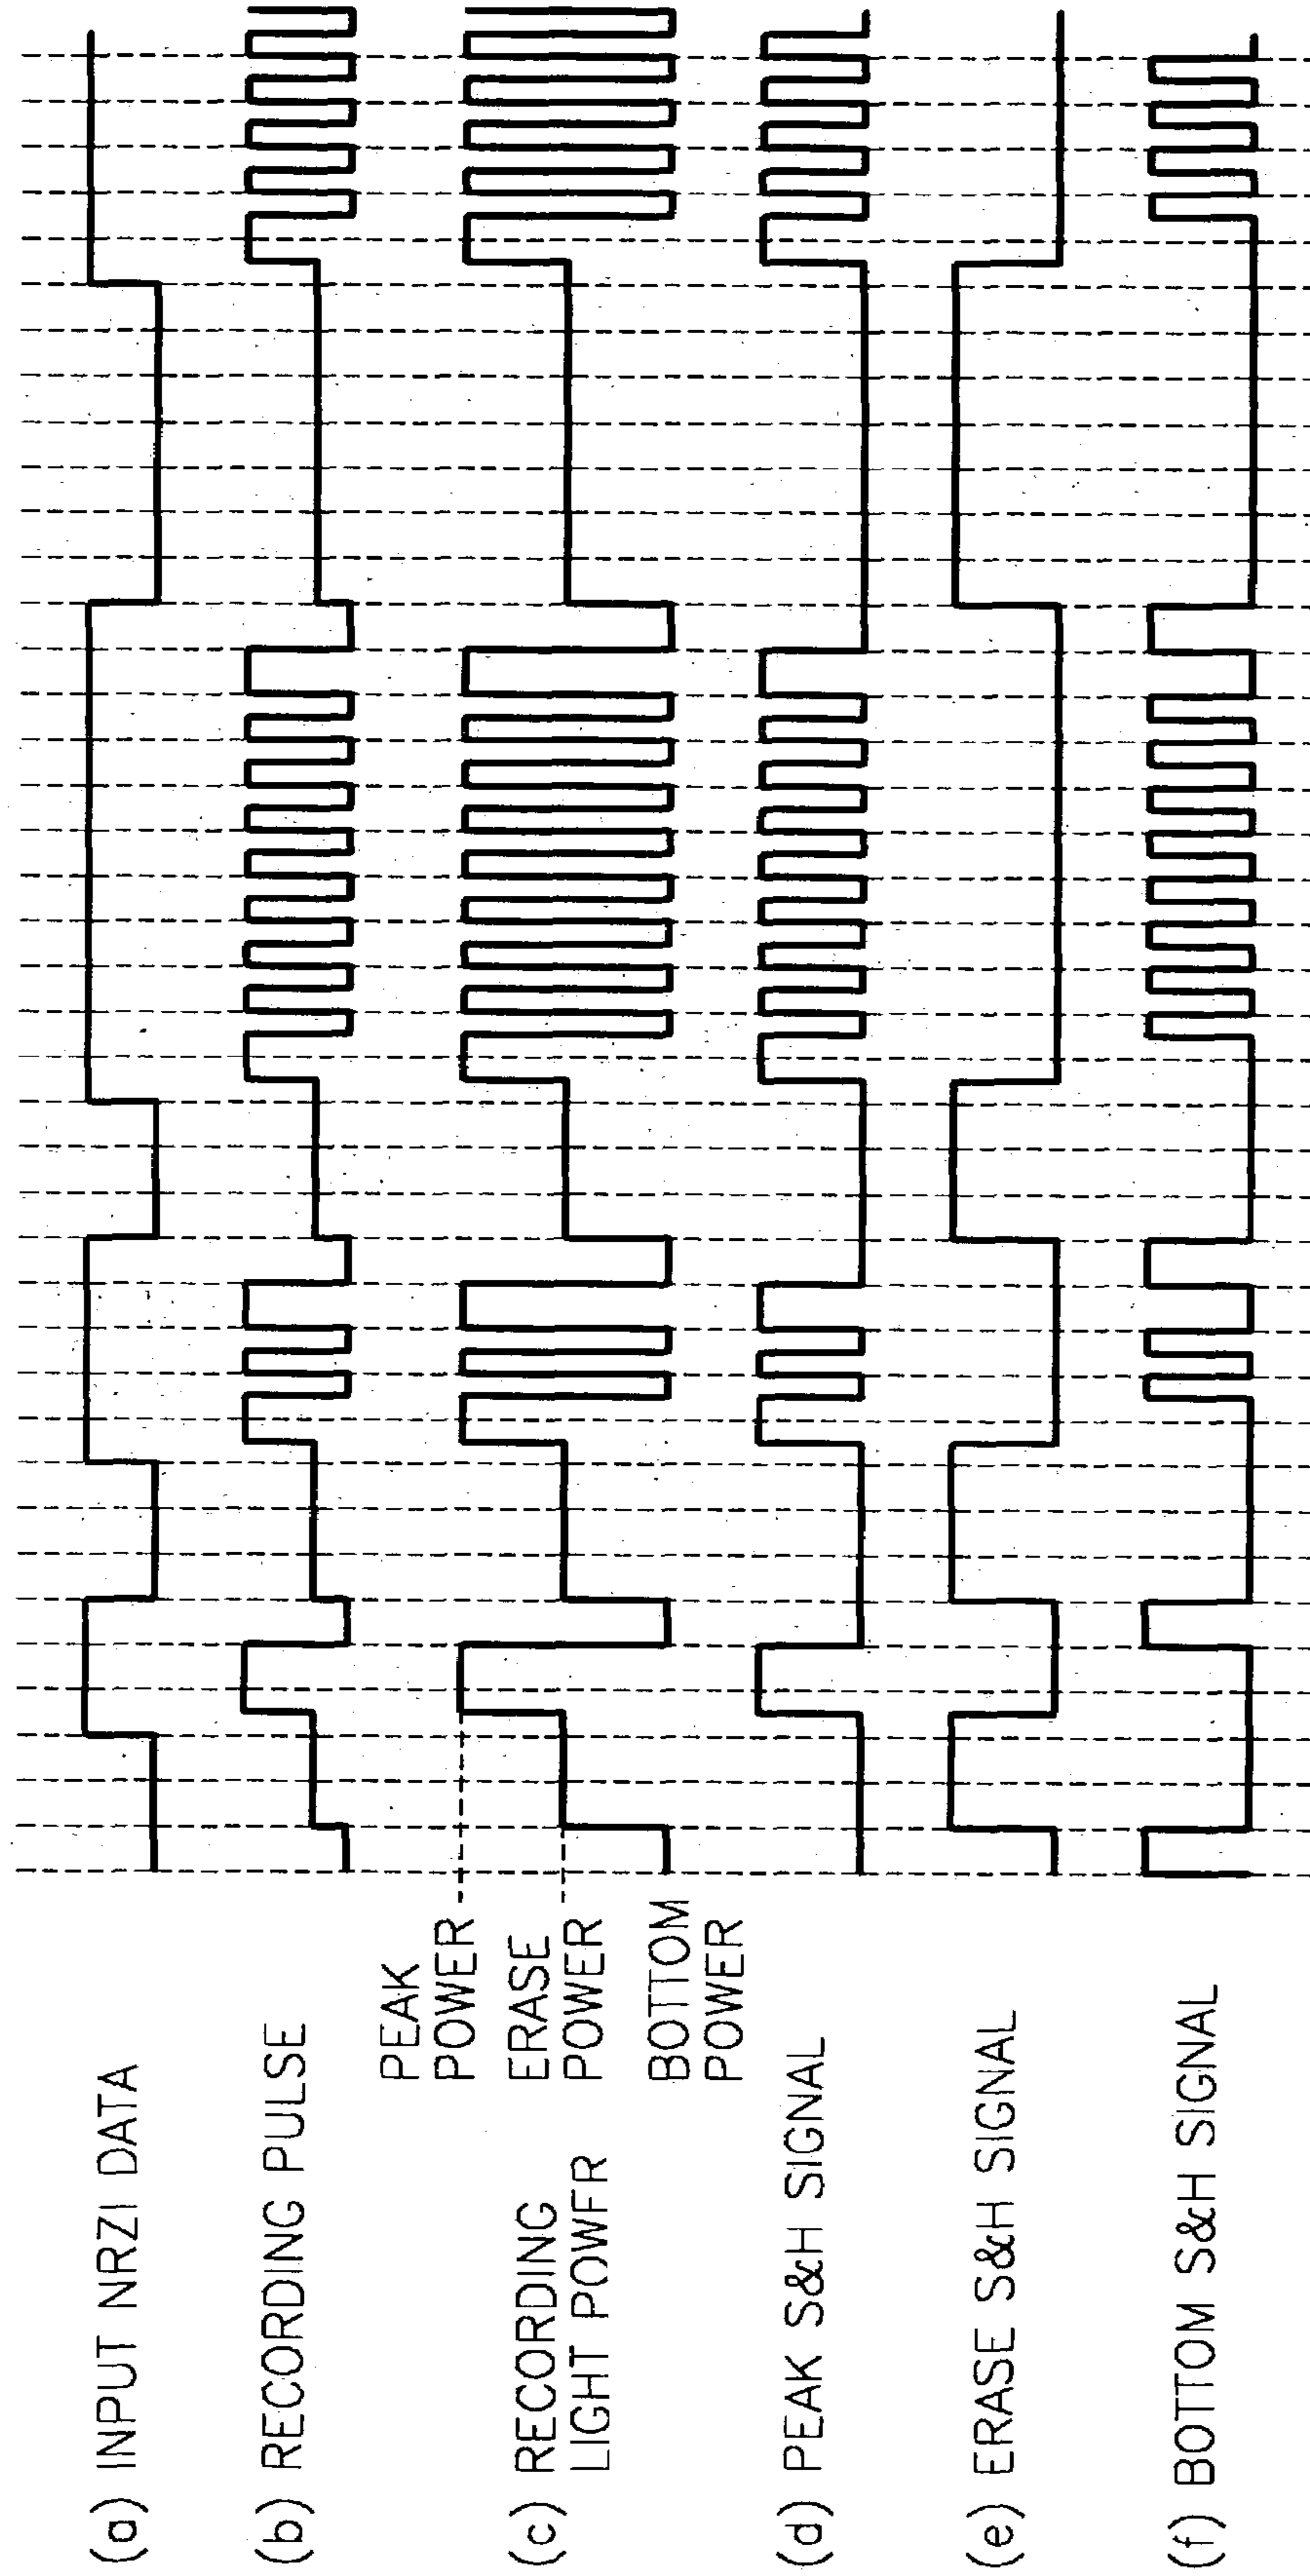 (a) INPUT NRZI DATA
(b) RECORDING PULSE
PEAK
POWER
(c) RECORDING
LIGHT POWFR
ERASE
POWER
BOTTOM
POWER
(d) PEAK S&H SIGNAL
(e) ERASE S&H SIGNAL
(f) BOTTOM S&H SIGNAL